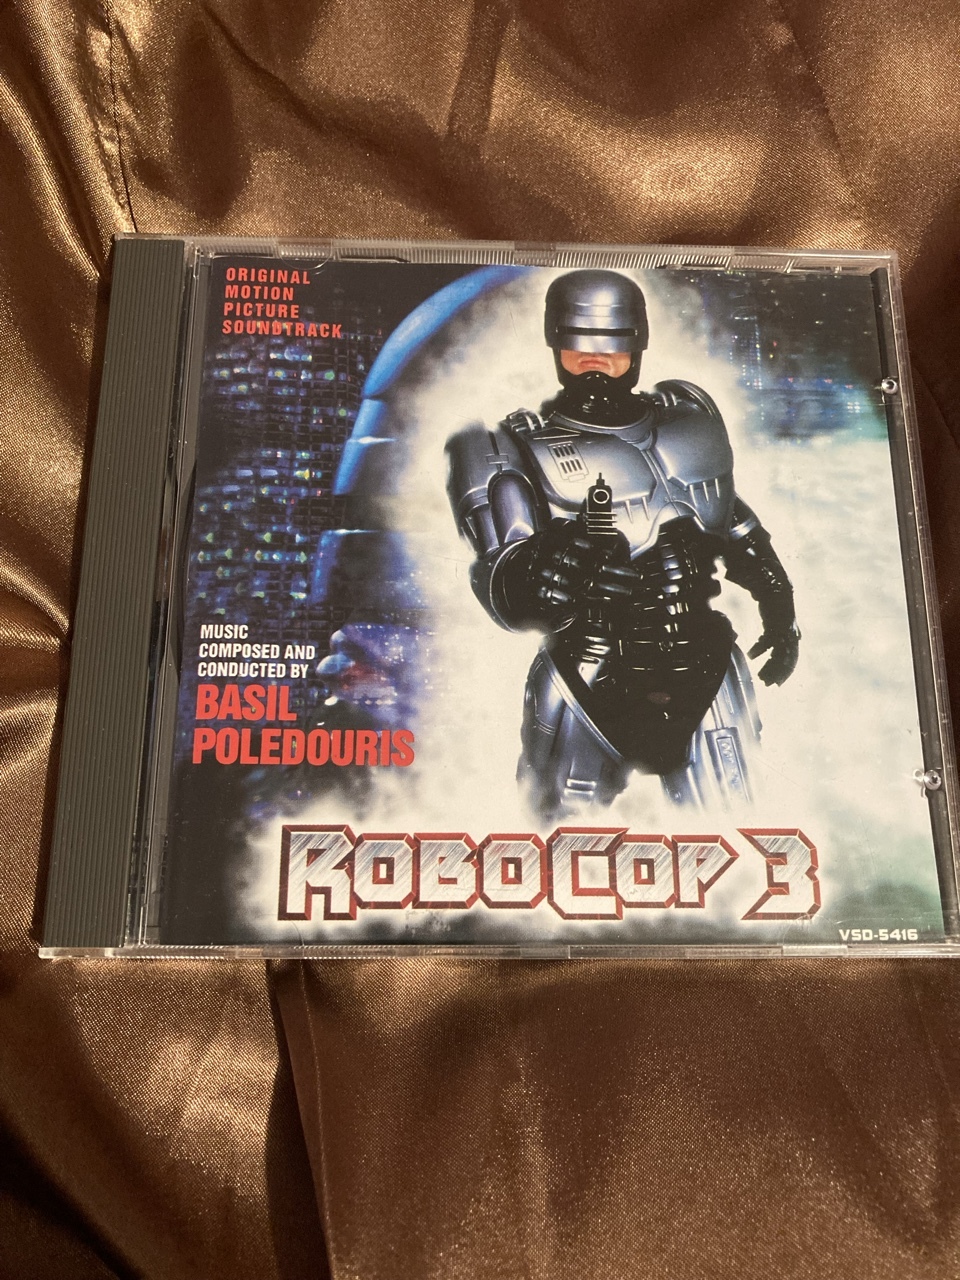 ORIGINAL
MOTION
PICTURE
SOUNDTRACK
MUSIC
COMPOSED AND
CONDUCTED BY
BASIL
POLEDOURIS
ROBOCOP 3
VSD-5416